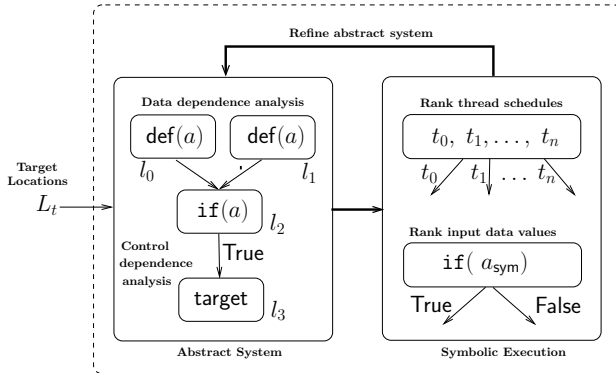 Refine abstract system
Data dependence analysis
def(a)
def(a)
l₀
l₁
Target
Locations
Lₜ
if(a)
l₂
Control
dependence
analysis
True
target
l₃
Abstract System
Rank thread schedules
t₀, t₁, . . . , tₙ
t₀ t₁ . . . tₙ
Rank input data values
if( a_sym)
True
False
Symbolic Execution